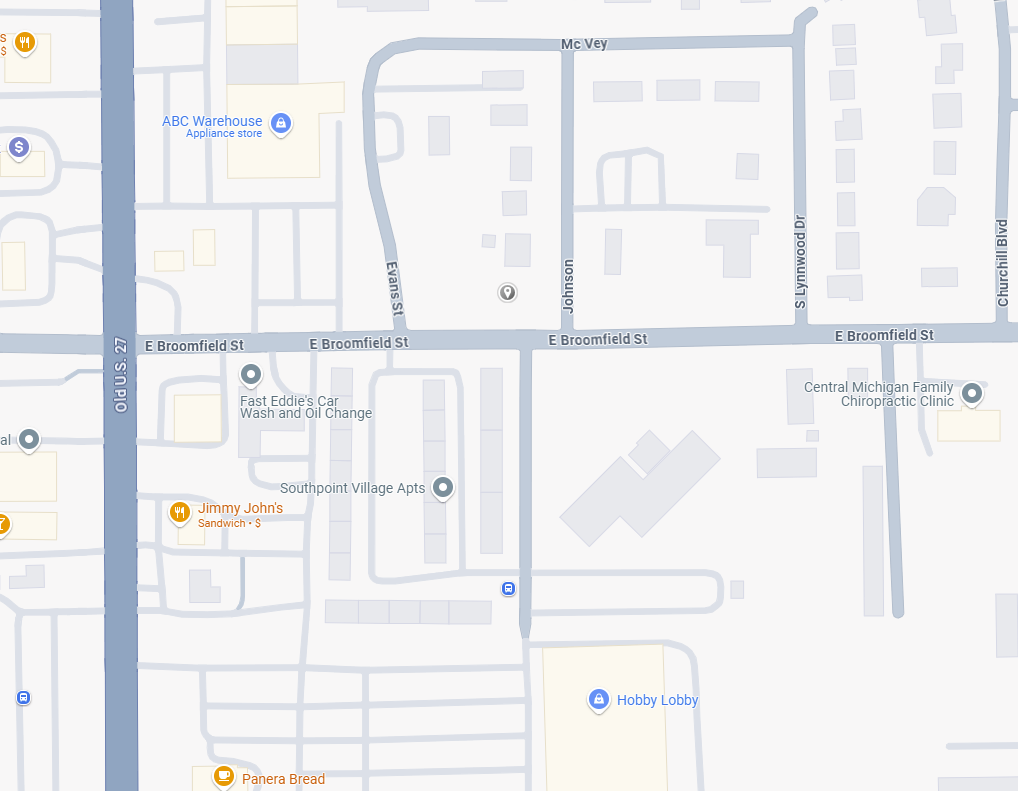 Mc Vey
S
$
$
ABC Warehouse
Appliance store
Evans St
Johnson
S Lynnwood Dr
Churchill Blvd
E Broomfield St
E Broomfield St
E Broomfield St
E Broomfield St
Old U.S. 27
Fast Eddie's Car
Wash and Oil Change
Central Michigan Family
Chiropractic Clinic
al
Southpoint Village Apts
Jimmy John's
Sandwich • $
Hobby Lobby
Panera Bread